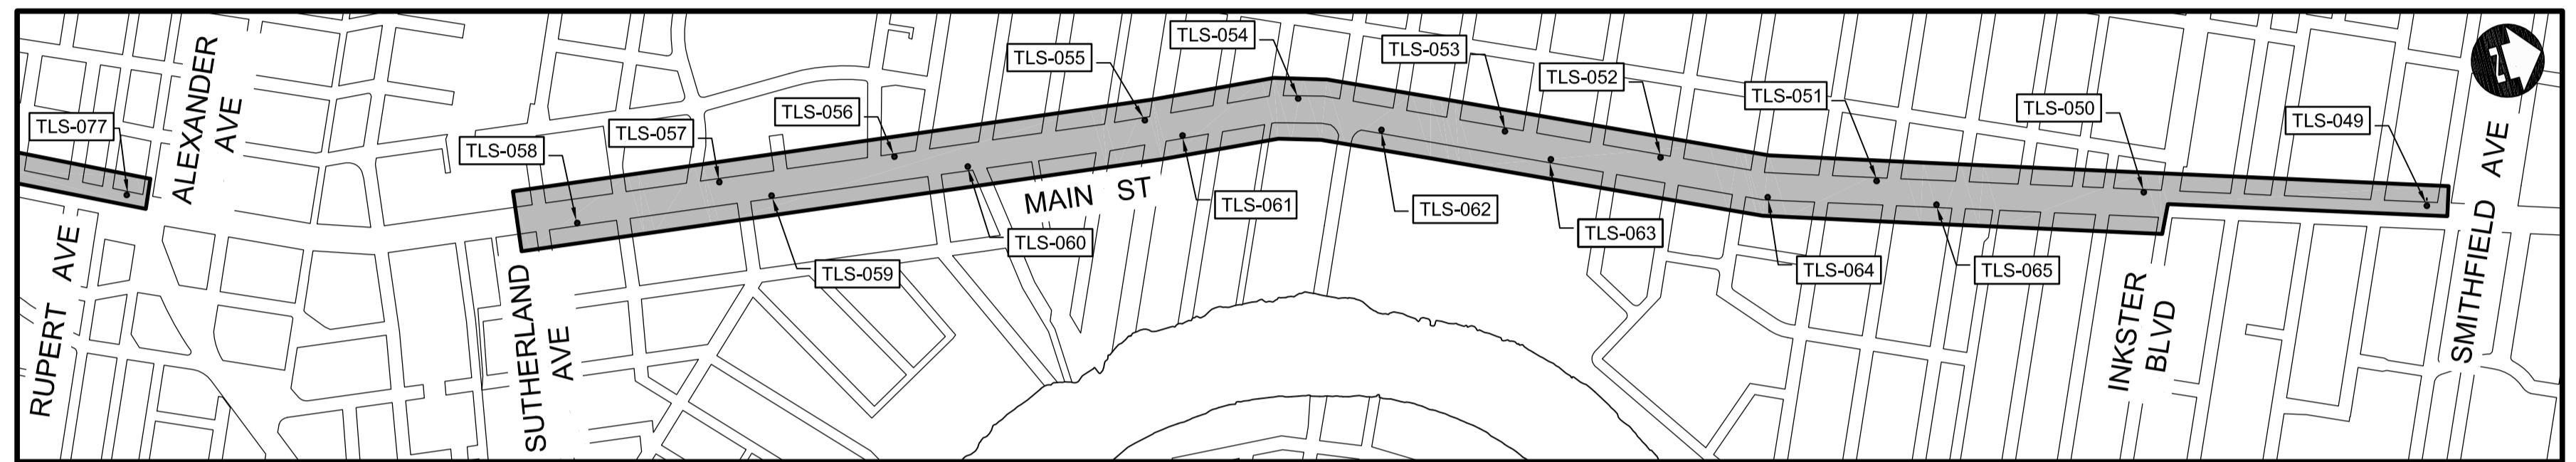 TLS-077
ALEXANDER
AVE
RUPERT AVE
TLS-058
TLS-057
TLS-056
TLS-055
TLS-054
TLS-053
TLS-052
TLS-051
TLS-050
TLS-049
SUTHERLAND
AVE
TLS-059
TLS-060
MAIN ST
TLS-061
TLS-062
TLS-063
TLS-064
TLS-065
INKSTER
BLVD
SMITHFIELD AVE
N